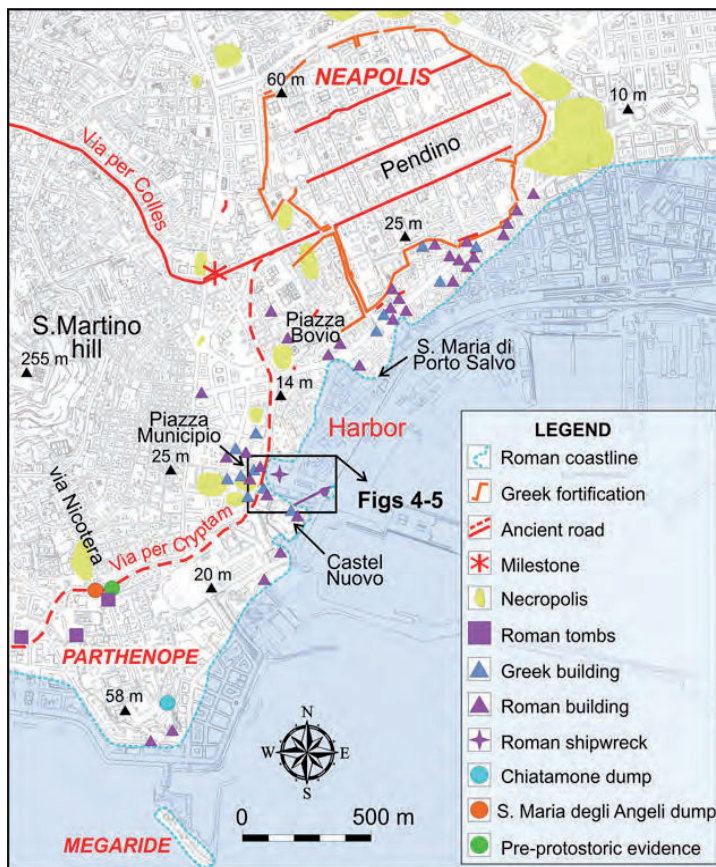 60 m
NEAPOLIS
10 m
Via per Colles
Pendino
25 m
S.Martino
hill
255 m
Piazza
Bovio
S. Maria di
Porto Salvo
14 m
Piazza
Municipio
Harbor
25 m
via Nicotera
Figs 4-5
Via per Cryptam
Castel
Nuovo
20 m
PARTHENOPE
58 m
N
W
E
S
0
500 m
MEGARIDE
LEGEND
Roman coastline
Greek fortification
Ancient road
Milestone
Necropolis
Roman tombs
Greek building
Roman building
Roman shipwreck
Chiatamone dump
S. Maria degli Angeli dump
Pre-protostoric evidence